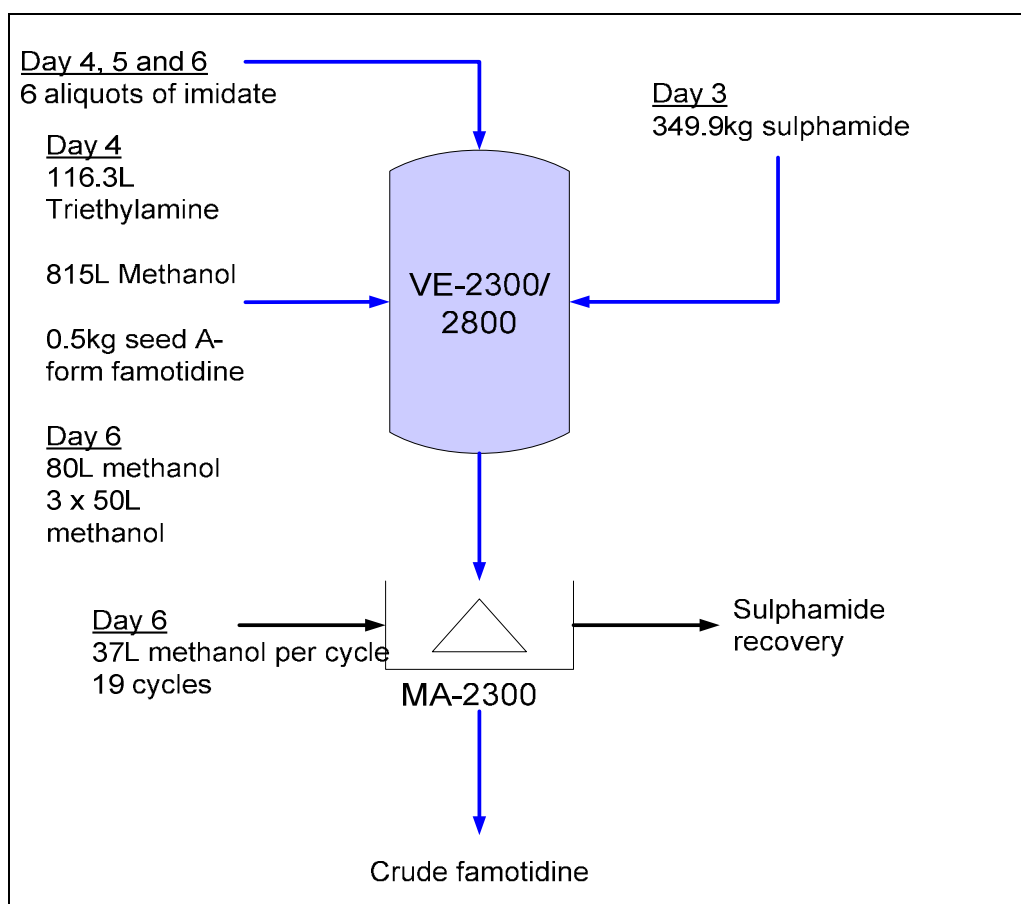 Day 4, 5 and 6
6 aliquots of imidate
Day 3
349.9kg sulphamide
Day 4
116.3L
Triethylamine
815L Methanol
0.5kg seed A-
form famotidine
VE-2300/
2800
Day 6
80L methanol
3 x 50L
methanol
Day 6
37L methanol per cycle
19 cycles
MA-2300
Sulphamide
recovery
Crude famotidine